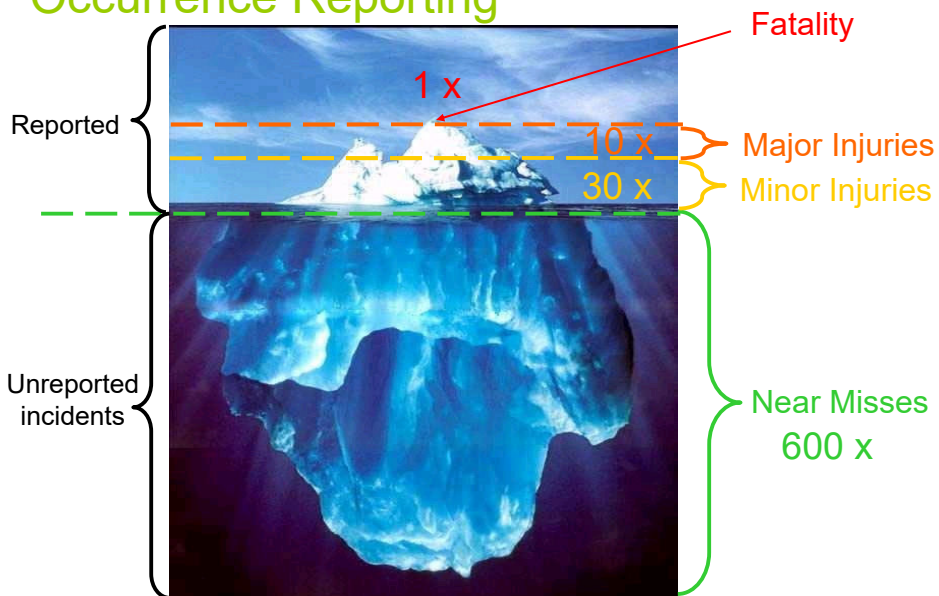 Occurrence Reporting
Fatality
1 x
Reported
10 x
Major Injuries
30 x
Minor Injuries
Unreported
incidents
Near Misses
600 x